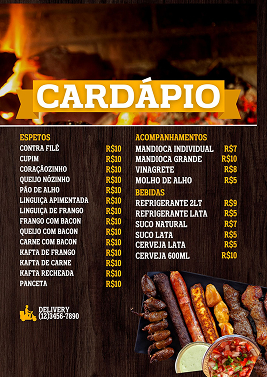 CARDÁPIO
ESPETOS
CONTRA FILÉ R$10
CUPIM R$10
CORAÇÃOZINHO R$10
QUEIJO NÓZINHO R$10
PÃO DE ALHO R$10
LINGUIÇA APIMENTADA R$10
LINGUIÇA DE FRANGO R$10
FRANGO COM BACON R$10
QUEIJO COM BACON R$10
CARNE COM BACON R$10
KAFTA DE FRANGO R$10
KAFTA DE CARNE R$10
KAFTA RECHEADA R$10
PANCETA R$10
ACOMPANHAMENTOS
MANDIOCA INDIVIDUAL R$7
MANDIOCA GRANDE R$10
VINAGRETE R$8
MOLHO DE ALHO R$5
BEBIDAS
REFRIGERANTE 2LT R$9
REFRIGERANTE LATA R$5
SUCO NATURAL R$7
SUCO LATA R$5
CERVEJA LATA R$5
CERVEJA 600ML R$10
DELIVERY
(12)3456-7890